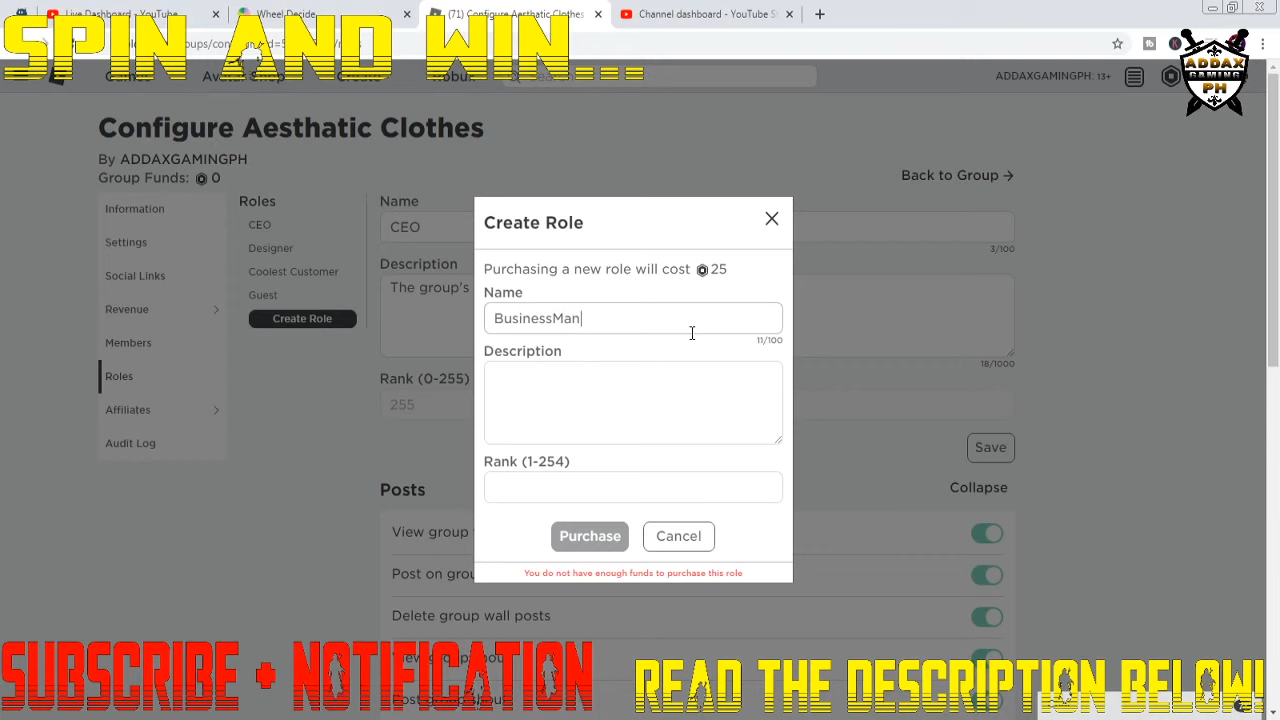 Live Dashboard - YouTube
Wheel Decide
(71) Configure Aesthatic Clothes
Channel dashboard - YouTube S
SPIN AND WIN...
ADDAXGAMINGPH: 13+
ADDAX
GAMING
PH
Configure Aesthatic Clothes
By ADDAXGAMINGPH
Group Funds: 0
Back to Group →
Information
Settings
Social Links
Revenue
Members
Roles
Affiliates
Audit Log
Roles
CEO
Designer
Coolest Customer
Guest
Create Role
Name
CEO
3/100
Description
The group's
18/1000
Rank (0-255)
255
Save
Posts
Collapse
View group
Post on grou
Delete group wall posts
Create Role
Purchasing a new role will cost 25
Name
BusinessMan
11/100
Description
Rank (1-254)
Purchase
Cancel
You do not have enough funds to purchase this role
SUBSCRIBE + NOTIFICATION
READ THE DESCRIPTION BELOW!